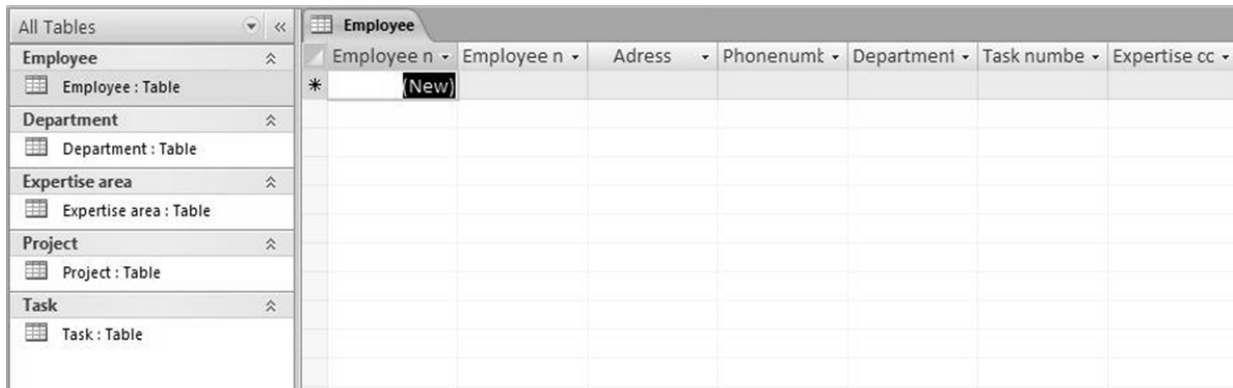 All Tables
Employee
Employee : Table
Department
Department : Table
Expertise area
Expertise area : Table
Project
Project : Table
Task
Task : Table
Employee
Employee n Employee n Adress Phonenumb Department Task numbe Expertise cc
(New)